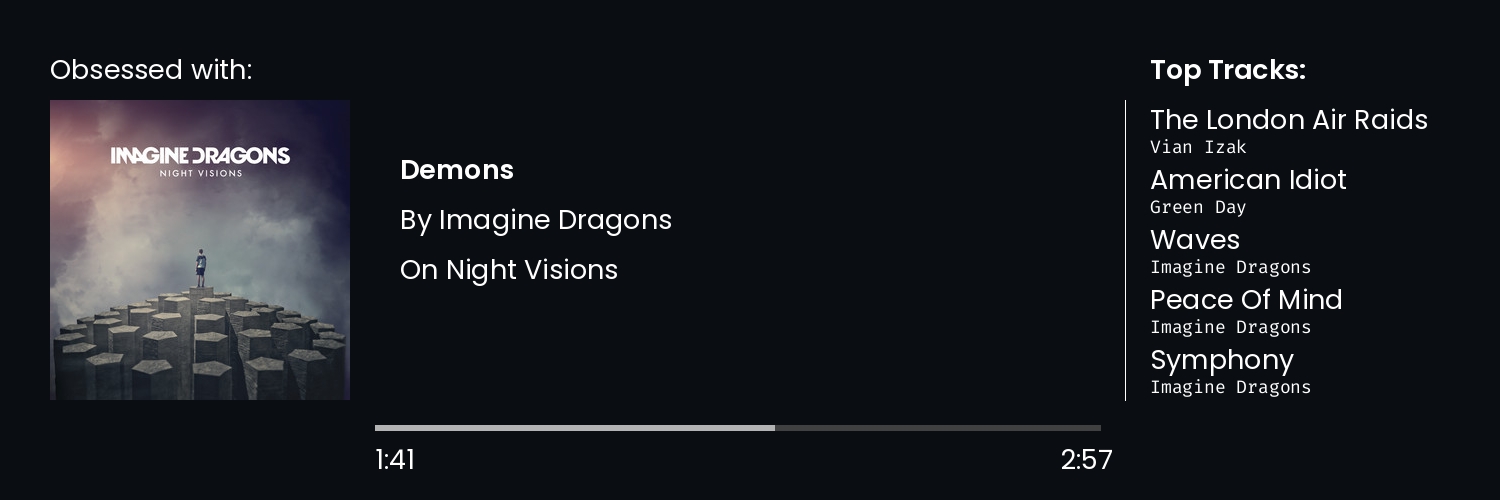 Obsessed with:
IMAGINE DRAGONS
NIGHT VISIONS
Demons
By Imagine Dragons
On Night Visions
1:41
2:57
Top Tracks:
The London Air Raids
Vian Izak
American Idiot
Green Day
Waves
Imagine Dragons
Peace Of Mind
Imagine Dragons
Symphony
Imagine Dragons